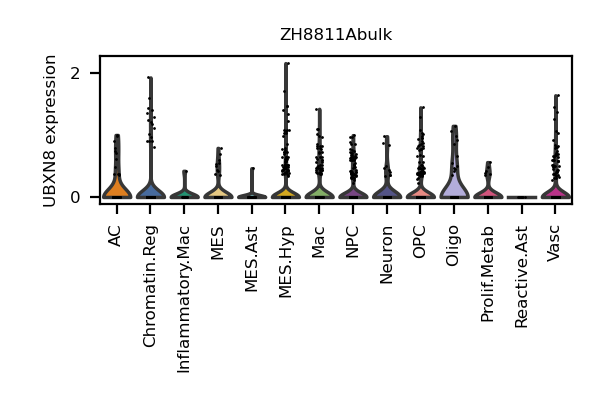 ZH8811Abulk
UBXN8 expression
2
0
AC
Chromatin.Reg
Inflammatory.Mac
MES
MES.Ast
MES.Hyp
Mac
NPC
Neuron
OPC
Oligo
Prolif.Metab
Reactive.Ast
Vasc